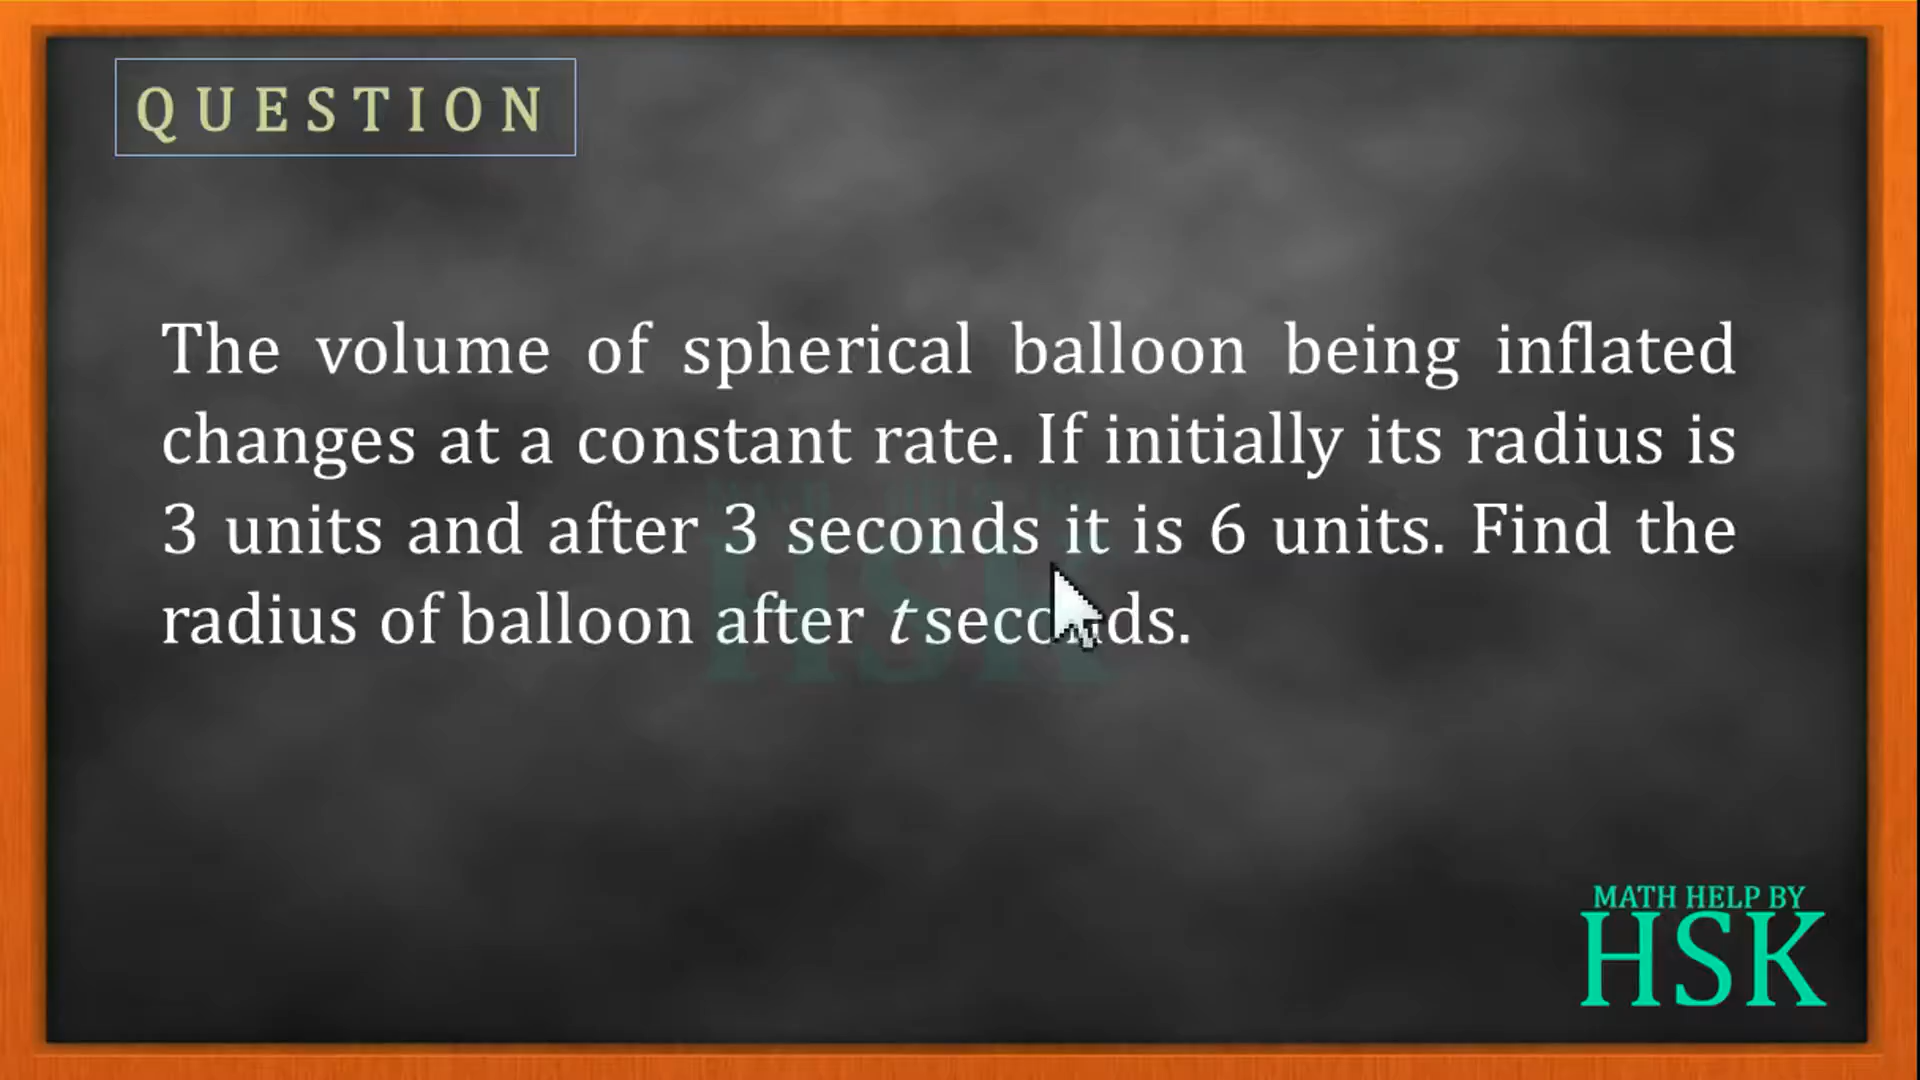 QUESTION
The volume of spherical balloon being inflated
changes at a constant rate. If initially its radius is
3 units and after 3 seconds it is 6 units. Find the
radius of balloon after t seconds.
MATH HELP BY
HSK